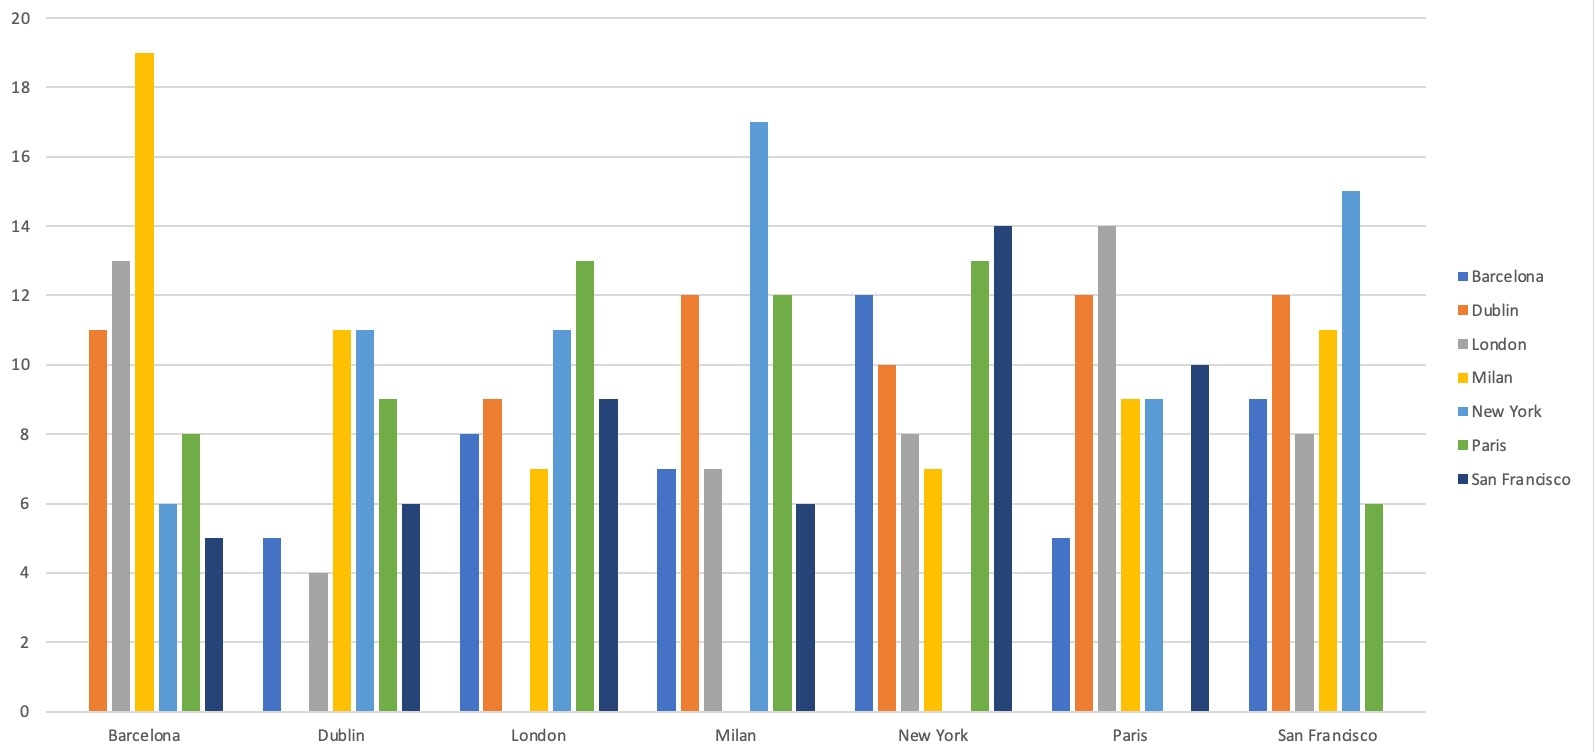 20
18
16
14
12
10
8
6
4
2
0
Barcelona
Dublin
London
Milan
New York
Paris
San Francisco
Barcelona
Dublin
London
Milan
New York
Paris
San Francisco